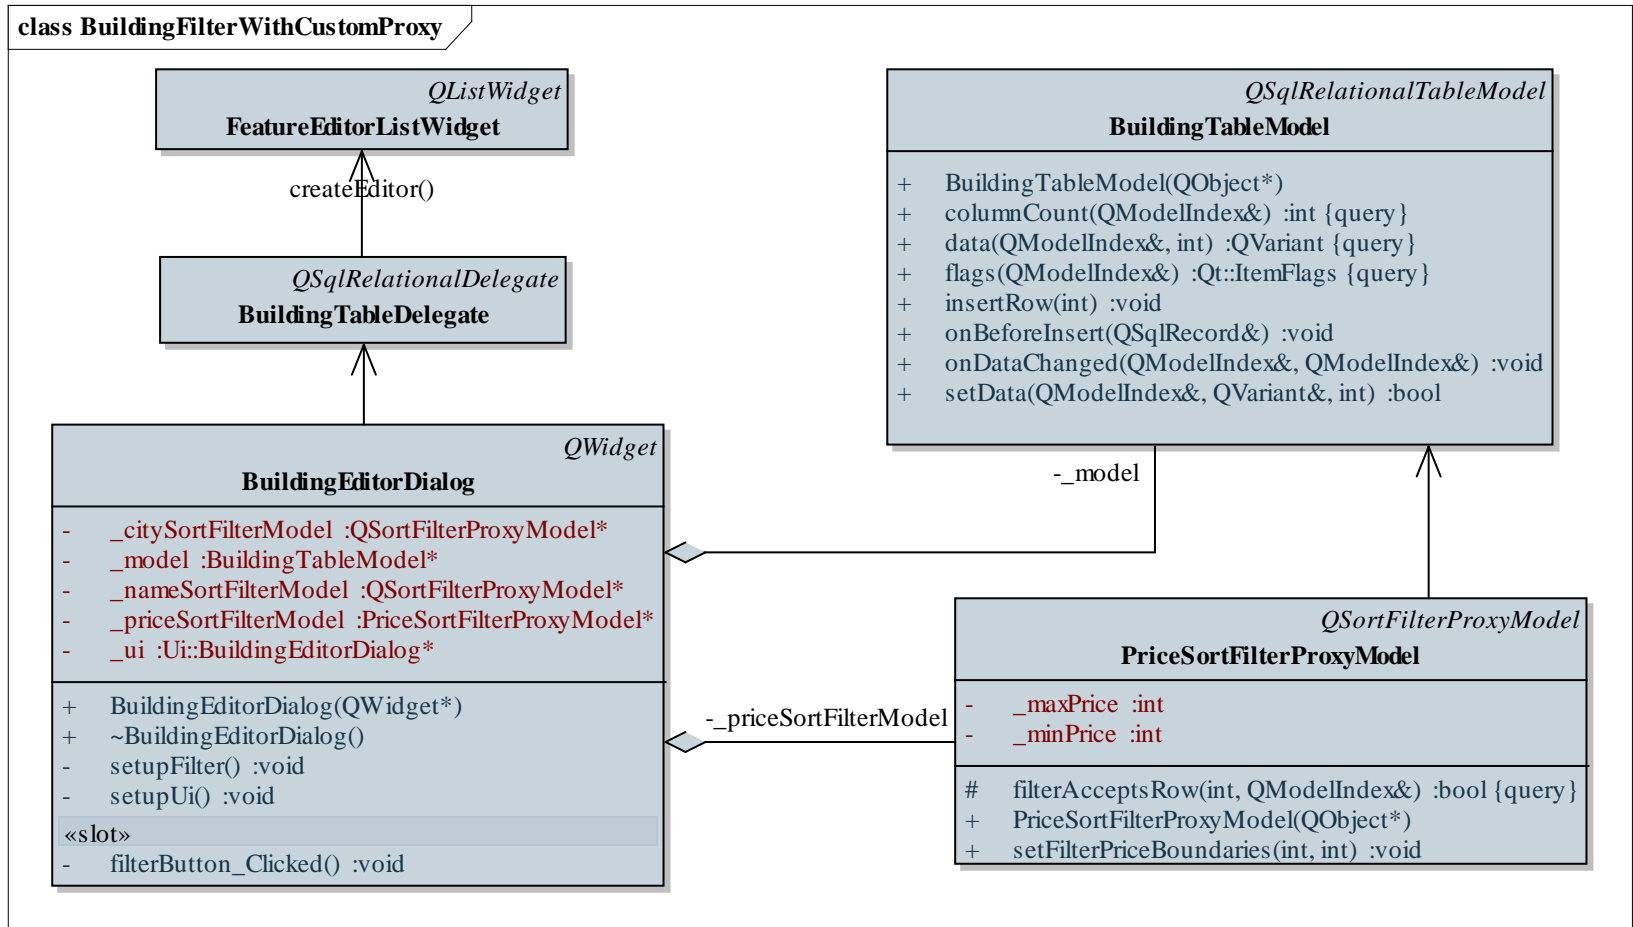 class BuildingFilterWithCustomProxy
QListWidget
FeatureEditorListWidget
createEditor()
QSqlRelationalDelegate
BuildingTableDelegate
QWidget
BuildingEditorDialog
- _citySortFilterModel :QSortFilterProxyModel*
- _model :BuildingTableModel*
- _nameSortFilterModel :QSortFilterProxyModel*
- _priceSortFilterModel :PriceSortFilterProxyModel*
- _ui :Ui::BuildingEditorDialog*
+ BuildingEditorDialog(QWidget*)
+ ~BuildingEditorDialog()
- setupFilter() :void
- setupUi() :void
«slot»
- filterButton_Clicked() :void
QSqlRelationalTableModel
BuildingTableModel
+ BuildingTableModel(QObject*)
+ columnCount(QModelIndex&) :int {query}
+ data(QModelIndex&, int) :QVariant {query}
+ flags(QModelIndex&) :Qt::ItemFlags {query}
+ insertRow(int) :void
+ onBeforeInsert(QSqlRecord&) :void
+ onDataChanged(QModelIndex&, QModelIndex&) :void
+ setData(QModelIndex&, QVariant&, int) :bool
-_model
-_priceSortFilterModel
QSortFilterProxyModel
PriceSortFilterProxyModel
- _maxPrice :int
- _minPrice :int
# filterAcceptsRow(int, QModelIndex&) :bool {query}
+ PriceSortFilterProxyModel(QObject*)
+ setFilterPriceBoundaries(int, int) :void